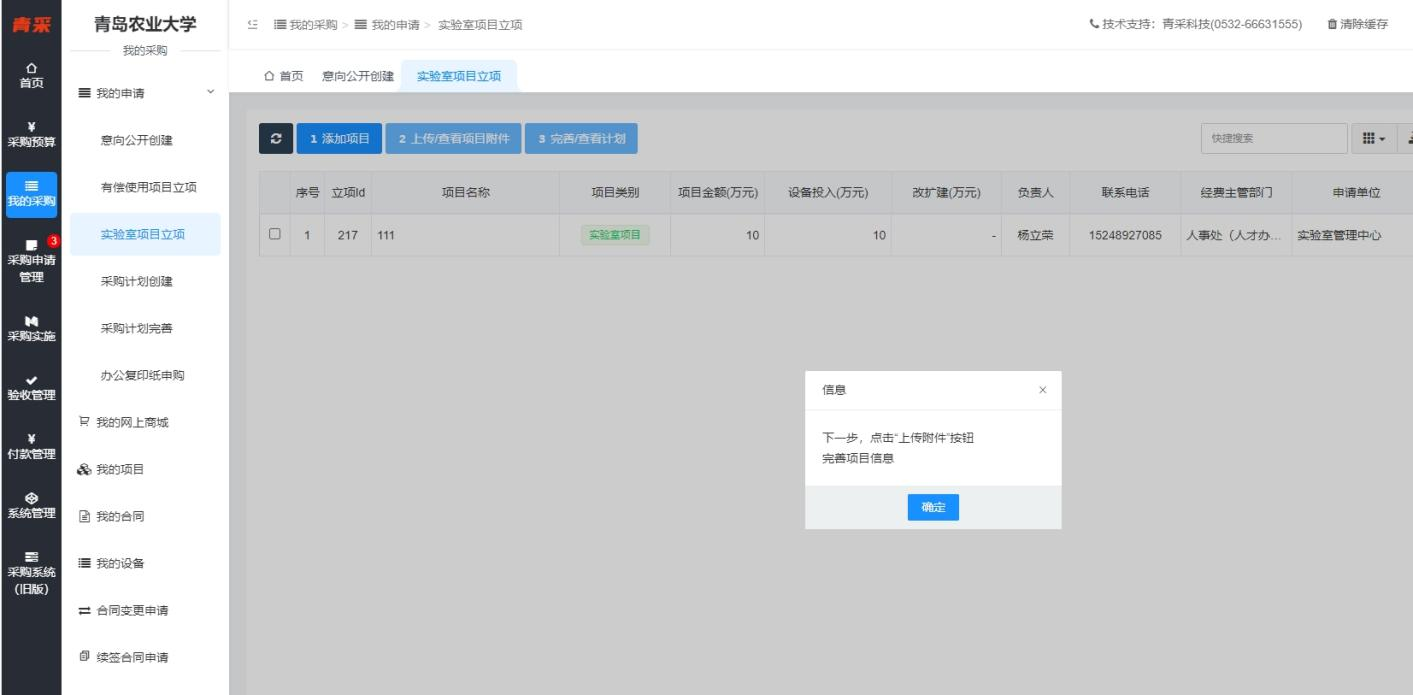 青采
首页
¥
采购预算
我的采购
3
采购申请
管理
采购实施
验收管理
¥
付款管理
系统管理
采购系统
(旧版)
青岛农业大学
我的采购
我的申请
意向公开创建
有偿使用项目立项
实验室项目立项
采购计划创建
采购计划完善
办公复印纸申购
我的网上商城
我的项目
我的合同
我的设备
合同变更申请
续签合同申请
我的采购 > 我的申请 > 实验室项目立项
技术支持：青采科技(0532-66631555) 清除缓存
首页 意向公开创建 实验室项目立项
1 添加项目 2 上传/查看项目附件 3 完善/查看计划 快捷搜索
序号 立项Id 项目名称 项目类别 项目金额(万元) 设备投入(万元) 改扩建(万元) 负责人 联系电话 经费主管部门 申请单位
1 217 111 实验室项目 10 10 - 杨立荣 15248927085 人事处（人才办... 实验室管理中心
信息 ×
下一步，点击“上传附件”按钮
完善项目信息
确定